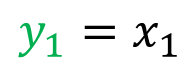 y₁ = x₁